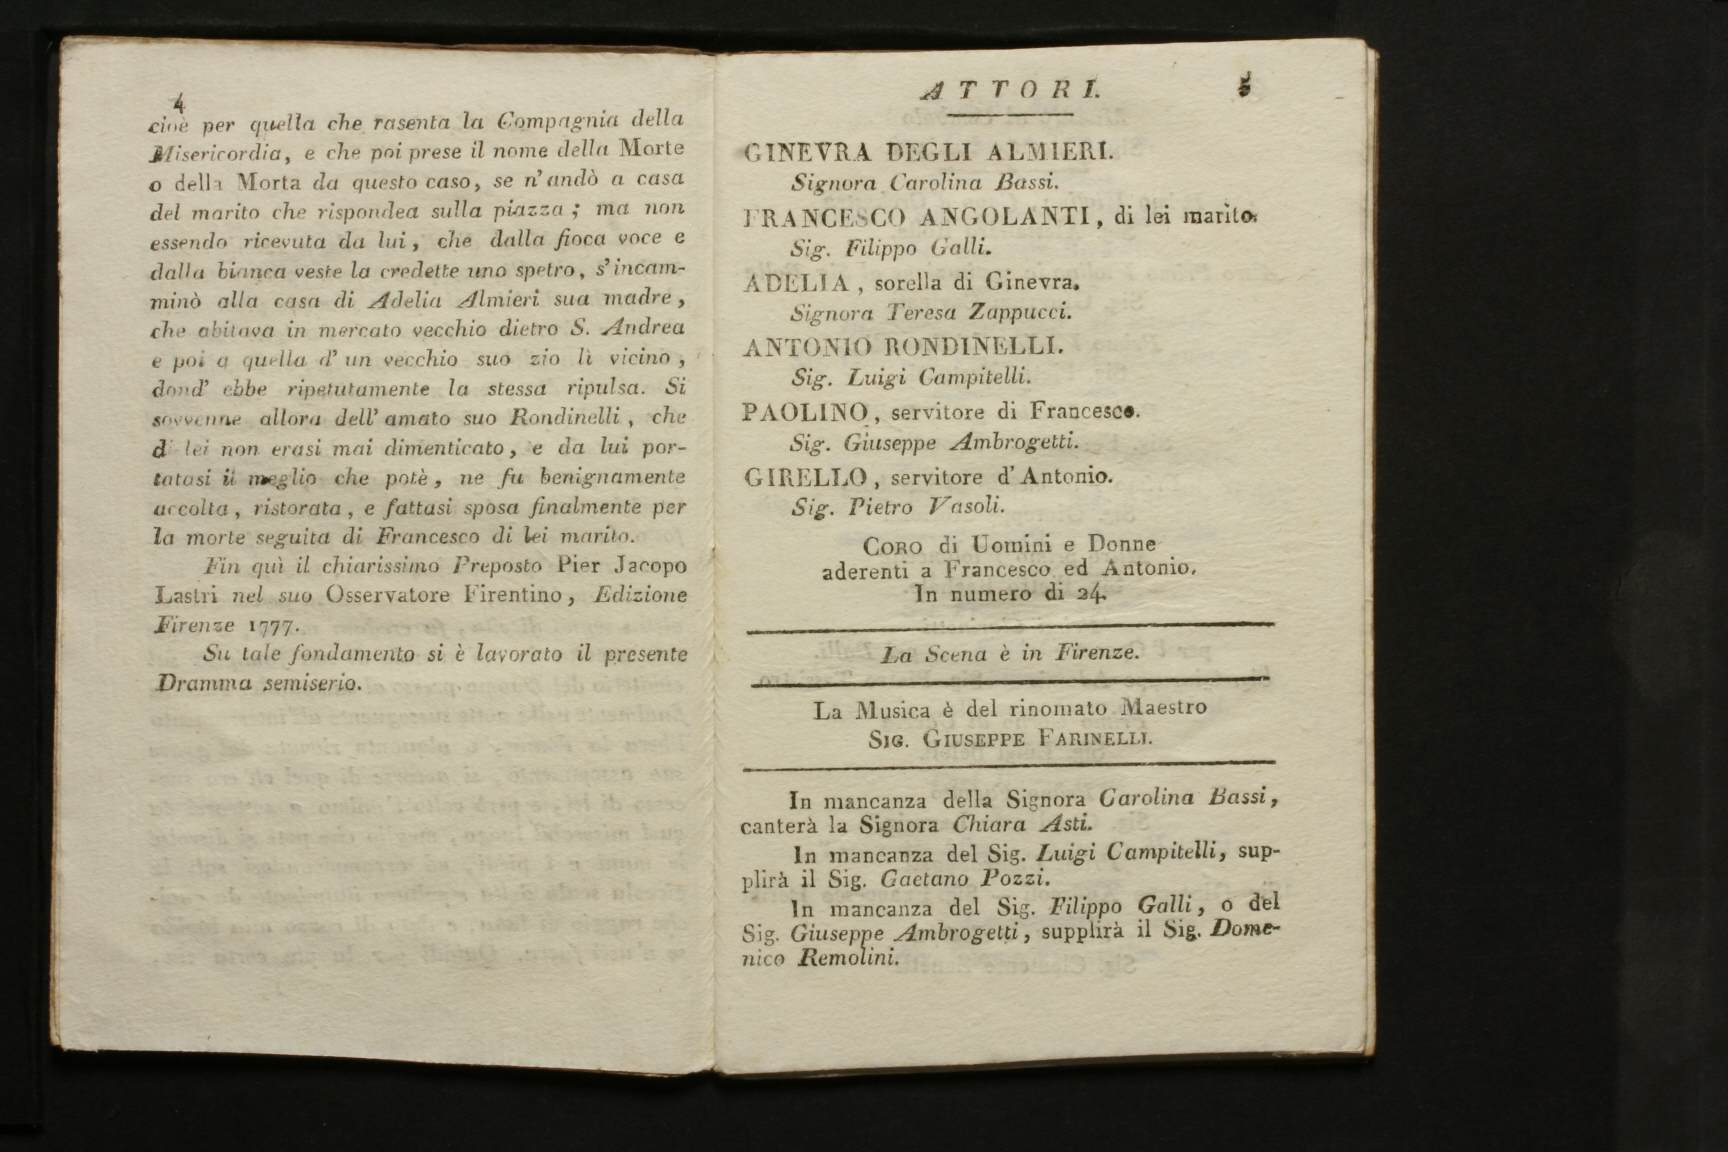 4
cioè per quella che rasenta la Compagnia della
Misericordia, e che poi prese il nome della Morte
o della Morta da questo caso, se n'andò a casa
del marito che rispondea sulla piazza; ma non
essendo ricevuta da lui, che dalla fioca voce e
dalla bianca veste la credette uno spetro, s'incam-
minò alla casa di Adelia Almieri sua madre,
che abitava in mercato vecchio dietro S. Andrea
e poi a quella d'un vecchio suo zio lì vicino,
dond' ebbe ripetutamente la stessa ripulsa. Si
sovvenne allora dell'amato suo Rondinelli, che
di lei non erasi mai dimenticato, e da lui por-
tatasi il meglio che potè, ne fu benignamente
accolta, ristorata, e fattasi sposa finalmente per
la morte seguita di Francesco di lei marito.
Fin quì il chiarissimo Preposto Pier Jacopo
Lastri nel suo Osservatore Firentino, Edizione
Firenze 1777.
Su tale fondamento si è lavorato il presente
Dramma semiserio.
ATTORI.
5
GINEVRA DEGLI ALMIERI.
Signora Carolina Bassi.
FRANCESCO ANGOLANTI, di lei marìto.
Sig. Filippo Galli.
ADELIA, sorella di Ginevra.
Signora Teresa Zappucci.
ANTONIO RONDINELLI.
Sig. Luigi Campitelli.
PAOLINO, servitore di Francesco.
Sig. Giuseppe Ambrogetti.
GIRELLO, servitore d'Antonio.
Sig. Pietro Vasoli.
CORO di Uomini e Donne
aderenti a Francesco ed Antonio.
In numero di 24.
La Scena è in Firenze.
La Musica è del rinomato Maestro
SIG. GIUSEPPE FARINELLI.
In mancanza della Signora Carolina Bassi,
canterà la Signora Chiara Asti.
In mancanza del Sig. Luigi Campitelli, sup-
plirà il Sig. Gaetano Pozzi.
In mancanza del Sig. Filippo Galli, o del
Sig. Giuseppe Ambrogetti, supplirà il Sig. Dome-
nico Remolini.